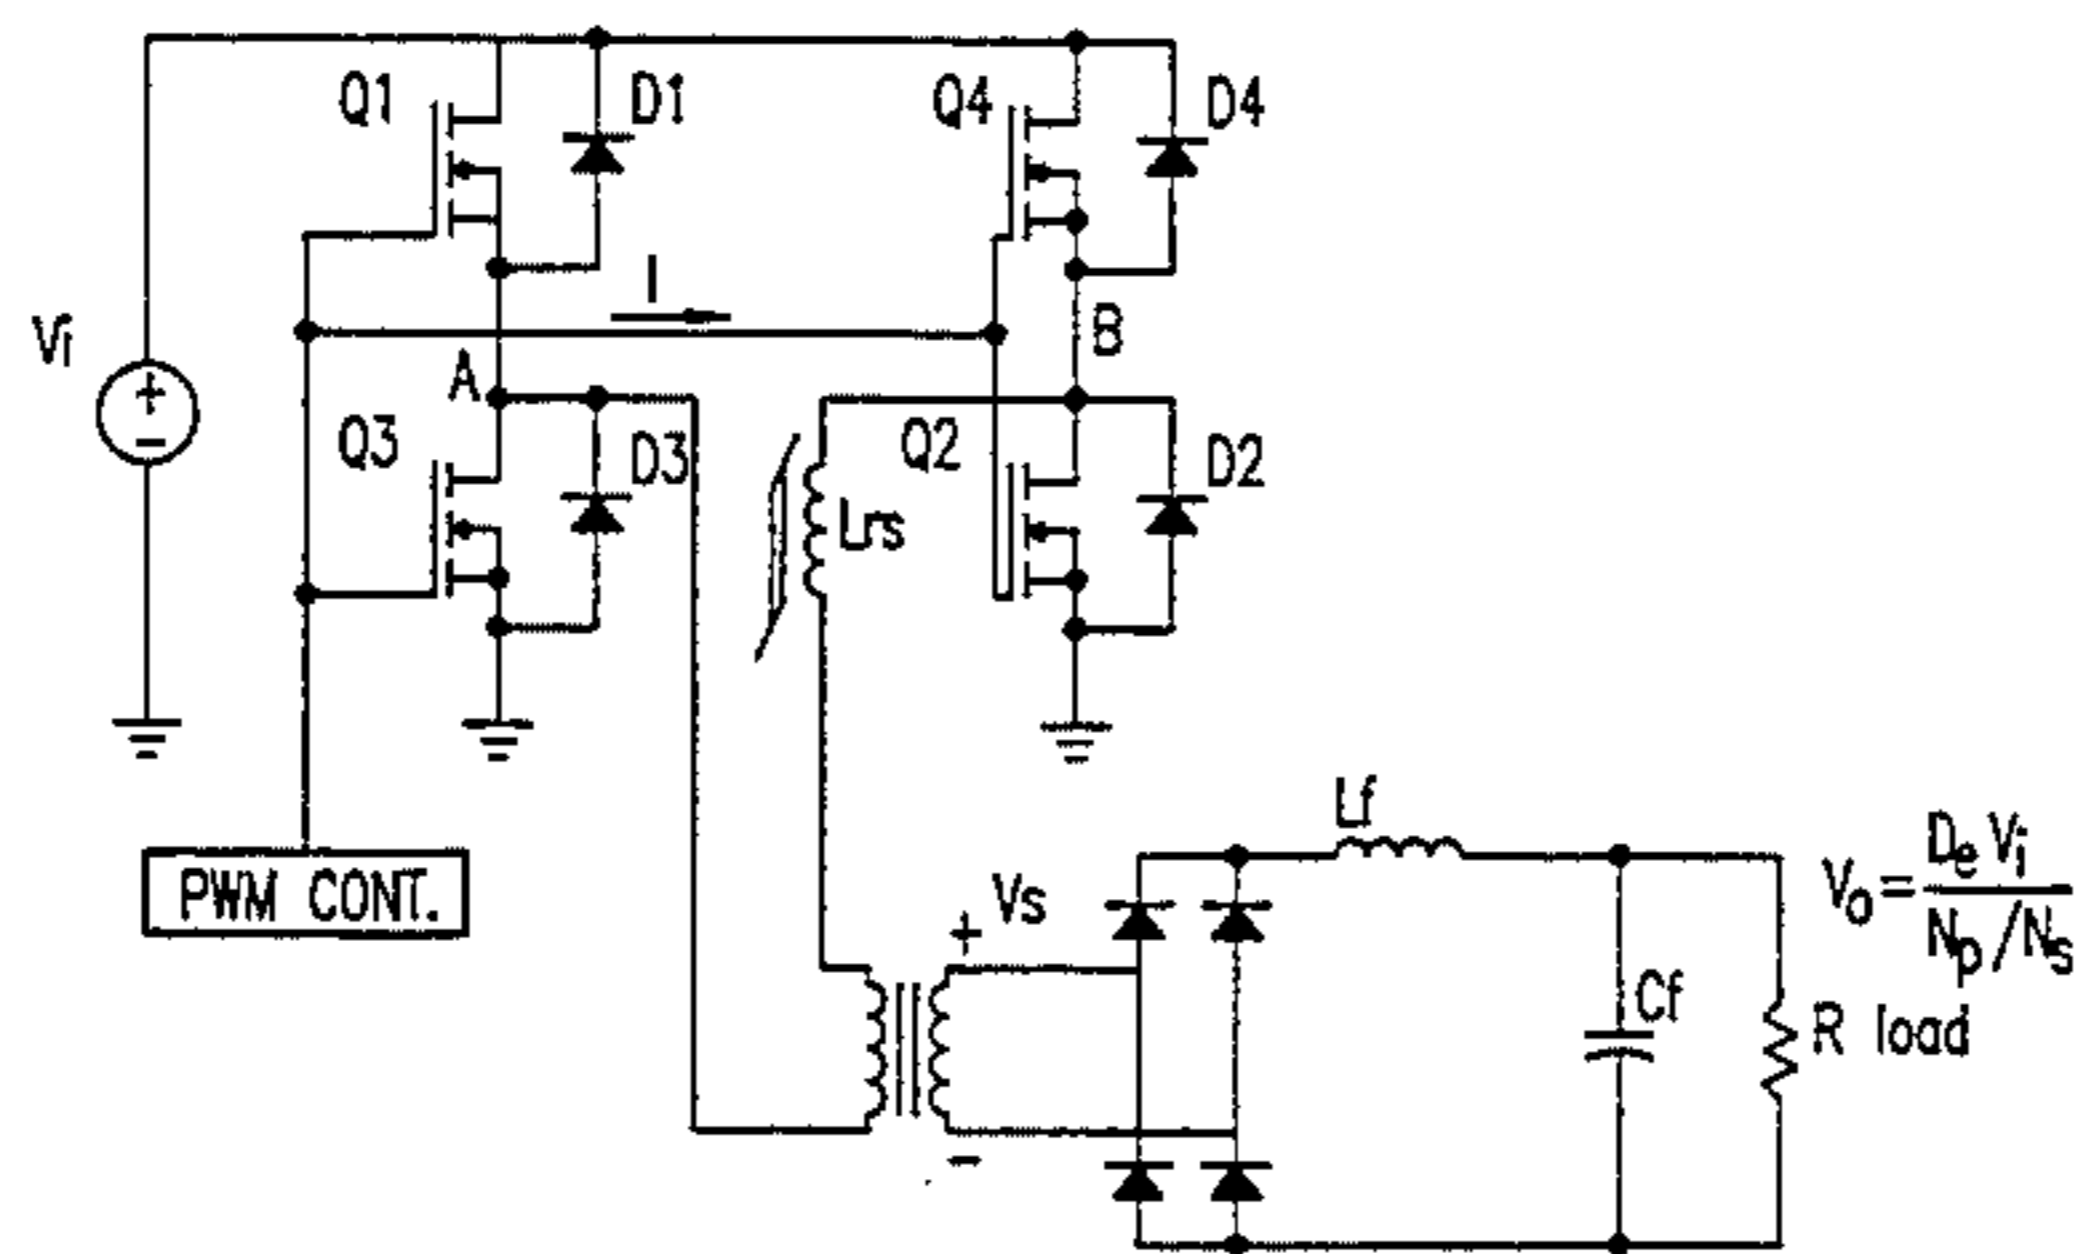 Q1
D1
Q4
D4
I
Vi
+
-
A
B
Q3
D3
Lrs
Q2
D2
PWM CONT.
Lf
Vs
+
-
Cf
R load
Vo = De Vi / Np/Ns